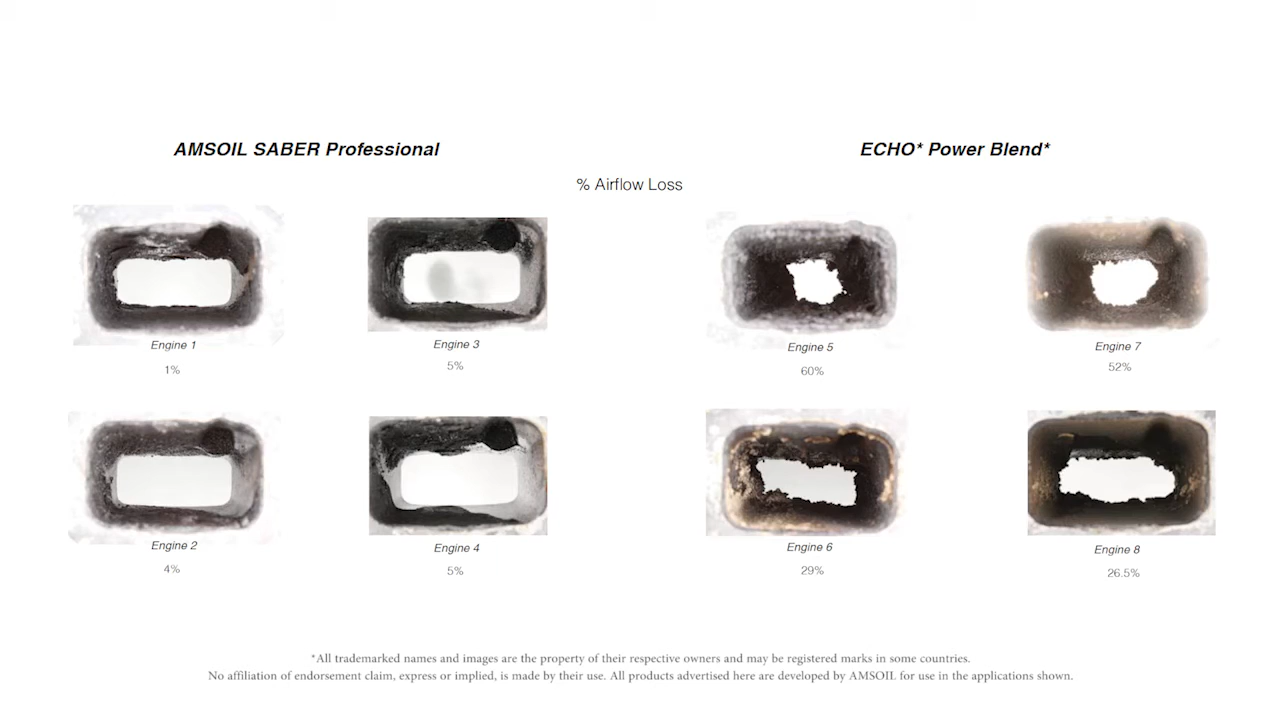 AMSOIL SABER Professional
ECHO* Power Blend*
% Airflow Loss
Engine 1
1%
Engine 3
5%
Engine 5
60%
Engine 7
52%
Engine 2
4%
Engine 4
5%
Engine 6
29%
Engine 8
26.5%
*All trademarked names and images are the property of their respective owners and may be registered marks in some countries.
No affiliation of endorsement claim, express or implied, is made by their use. All products advertised here are developed by AMSOIL for use in the applications shown.